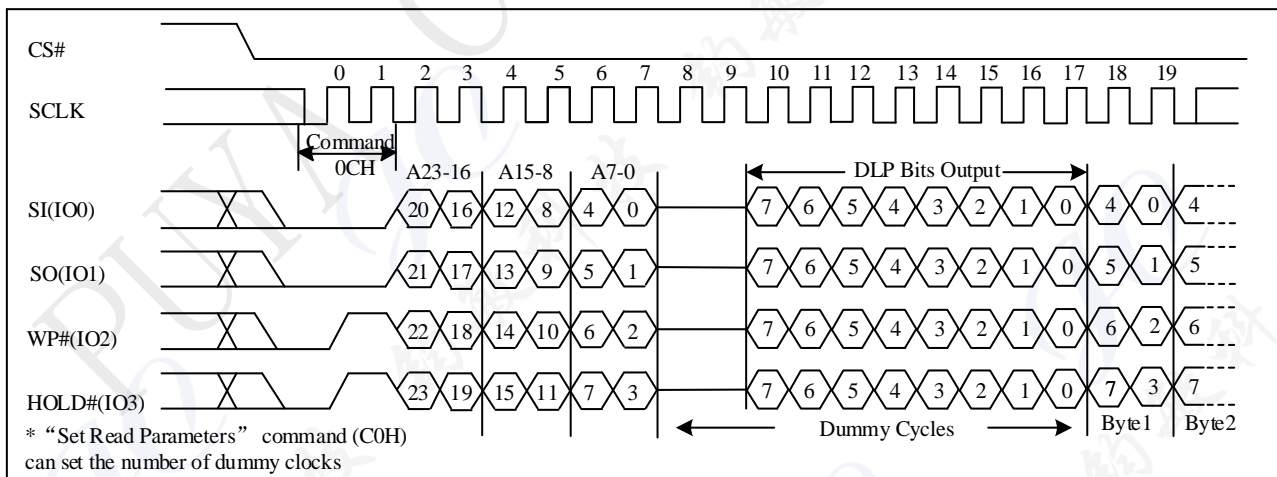 CS#
0 1 2 3 4 5 6 7 8 9 10 11 12 13 14 15 16 17 18 19
SCLK
Command
0CH
A23-16 A15-8 A7-0 DLP Bits Output
SI(IO0) 20 16 12 8 4 0 7 6 5 4 3 2 1 0 4 0 4
SO(IO1) 21 17 13 9 5 1 7 6 5 4 3 2 1 0 5 1 5
WP#(IO2) 22 18 14 10 6 2 7 6 5 4 3 2 1 0 6 2 6
HOLD#(IO3) 23 19 15 11 7 3 7 6 5 4 3 2 1 0 7 3 7
Dummy Cycles Byte1 Byte2
* “Set Read Parameters” command (C0H)
can set the number of dummy clocks
PUYA